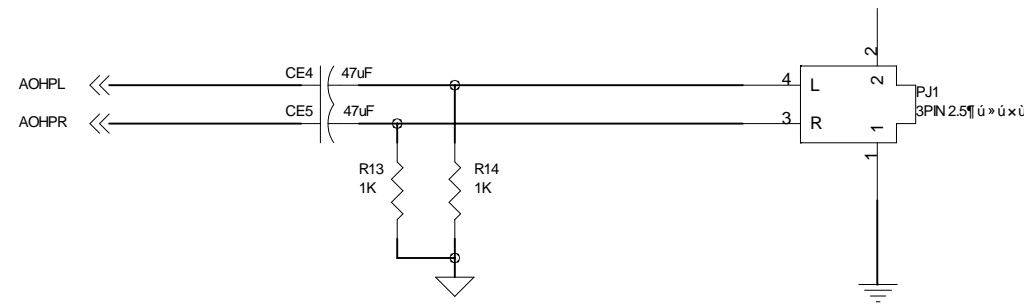 2
AOHPL
CE4
47uF
4
L
2
PJ1
AOHPR
CE5
47uF
3
R
1
3PIN 2.5¶ú»ú×ù
1
R13
1K
R14
1K